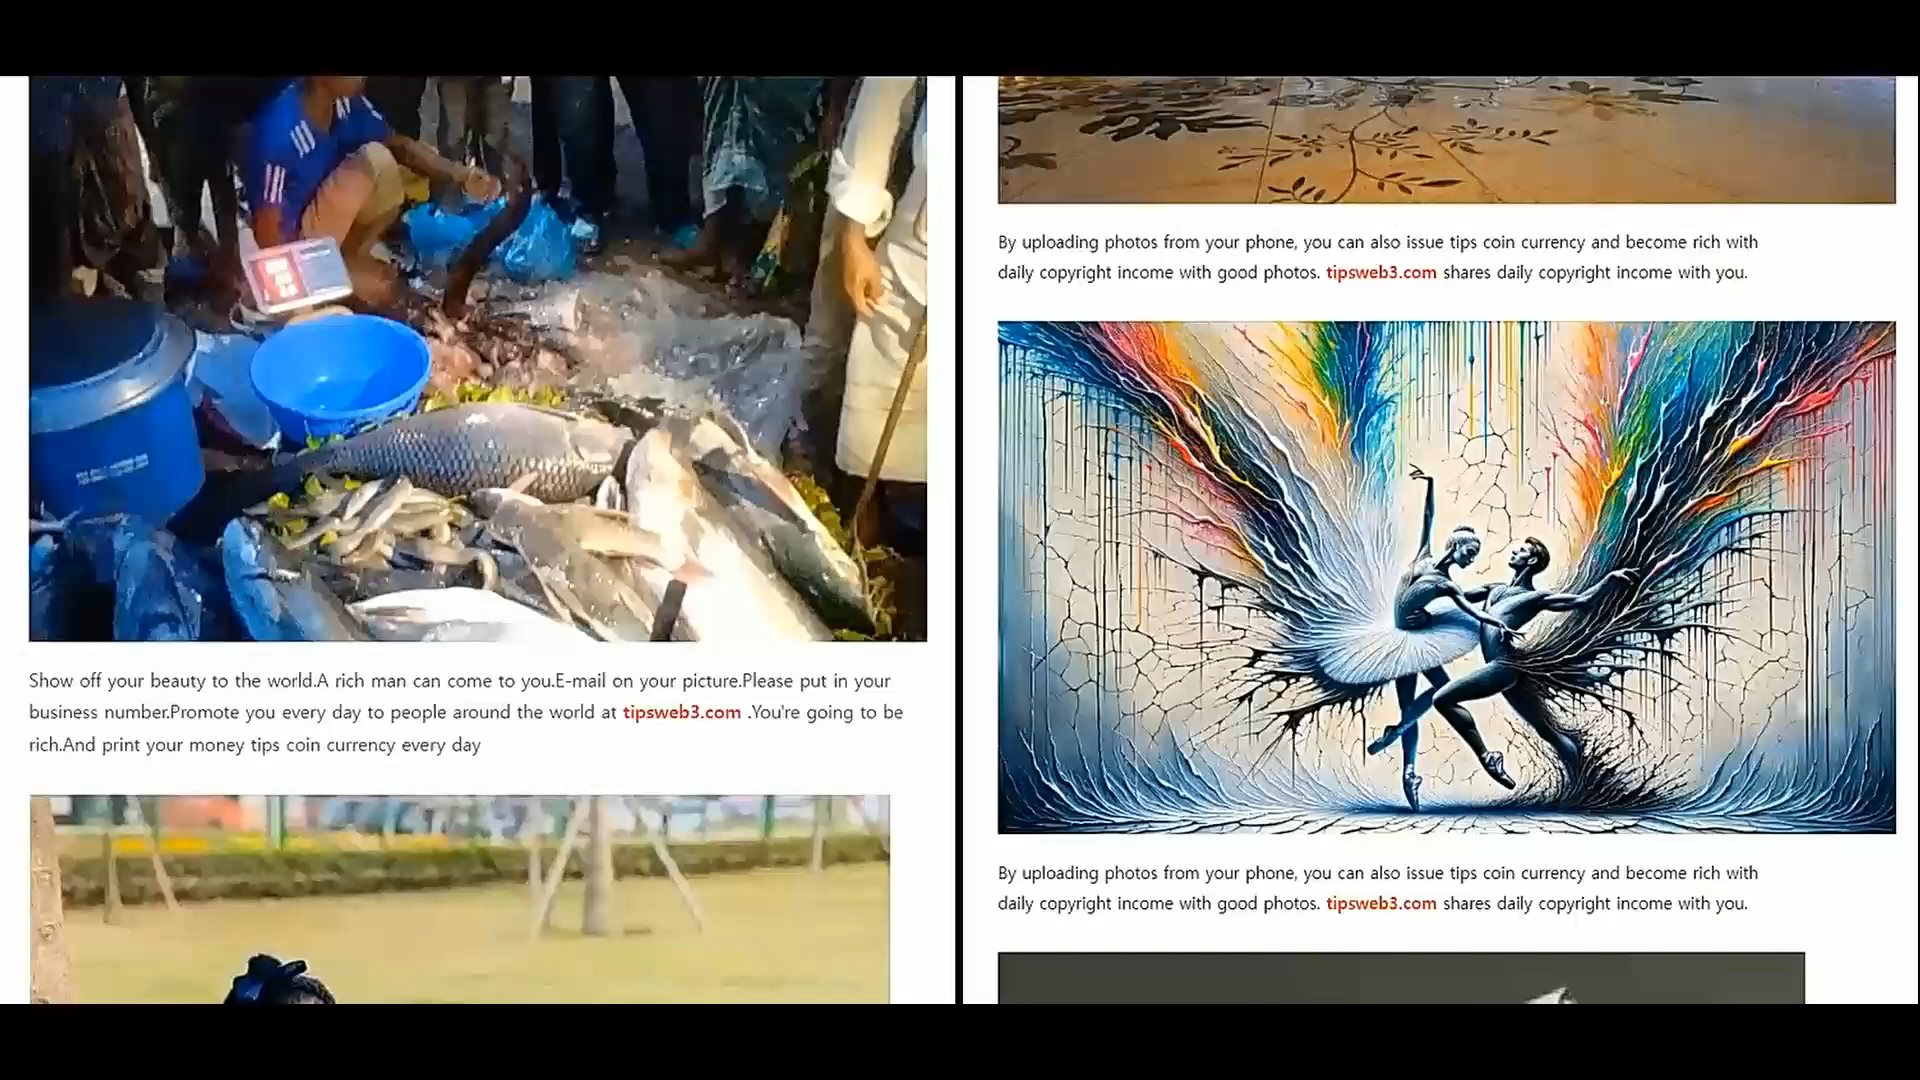 Show off your beauty to the world.A rich man can come to you.E-mail on your picture.Please put in your
business number.Promote you every day to people around the world at tipsweb3.com .You're going to be
rich.And print your money tips coin currency every day
By uploading photos from your phone, you can also issue tips coin currency and become rich with
daily copyright income with good photos. tipsweb3.com shares daily copyright income with you.
By uploading photos from your phone, you can also issue tips coin currency and become rich with
daily copyright income with good photos. tipsweb3.com shares daily copyright income with you.